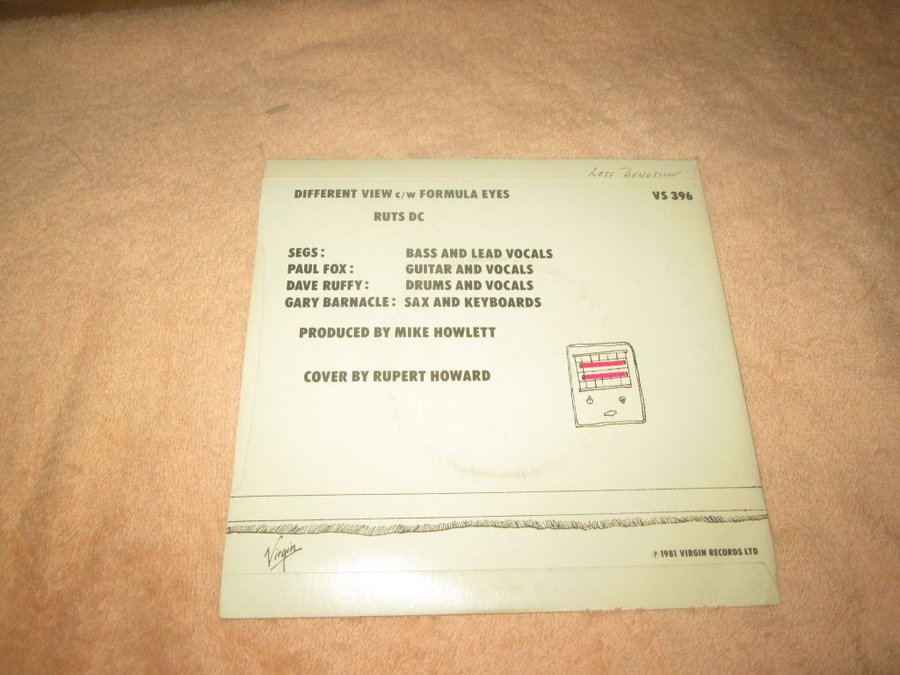 DIFFERENT VIEW c/w FORMULA EYES
VS 396
RUTS DC
SEGS: BASS AND LEAD VOCALS
PAUL FOX: GUITAR AND VOCALS
DAVE RUFFY: DRUMS AND VOCALS
GARY BARNACLE: SAX AND KEYBOARDS
PRODUCED BY MIKE HOWLETT
COVER BY RUPERT HOWARD
Virgin
℗ 1981 VIRGIN RECORDS LTD